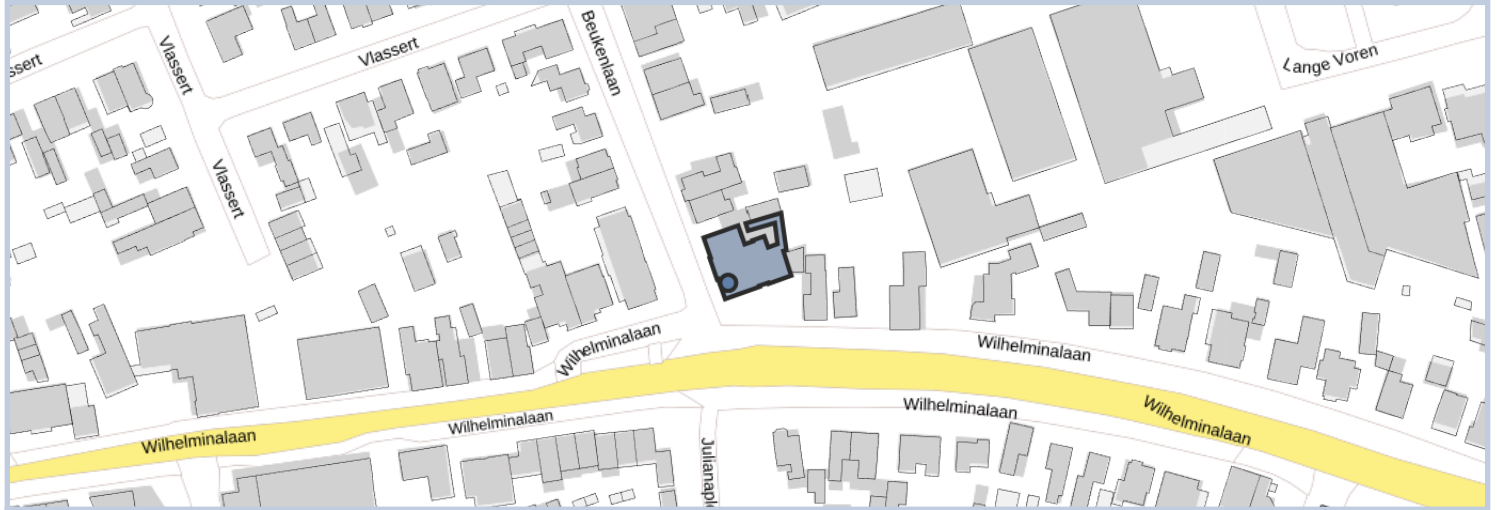 Vlassert
Vlassert
Beukenlaan
Lange Voren
Vlassert
Wilhelminalaan
Wilhelminalaan
Wilhelminalaan
Wilhelminalaan
Wilhelminalaan
Wilhelminalaan